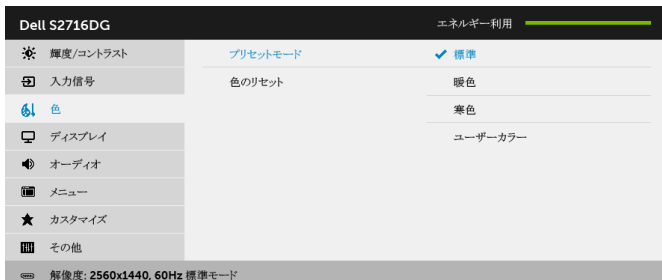 Dell S2716DG
エネルギー利用
輝度/コントラスト
プリセットモード
標準
入力信号
色のリセット
暖色
色
寒色
ディスプレイ
ユーザーカラー
オーディオ
メニュー
カスタマイズ
その他
解像度: 2560x1440, 60Hz 標準モード